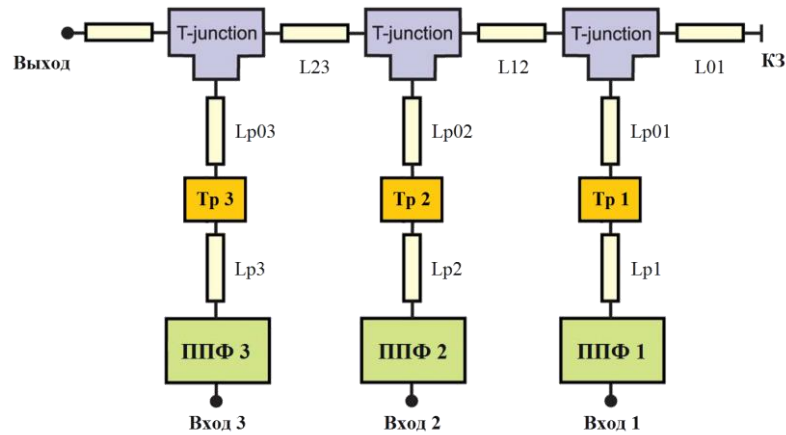 T-junction T-junction T-junction
Выход L23 L12 L01 КЗ
Lp03 Lp02 Lp01
Тр 3 Тр 2 Тр 1
Lp3 Lp2 Lp1
ППФ 3 ППФ 2 ППФ 1
Вход 3 Вход 2 Вход 1